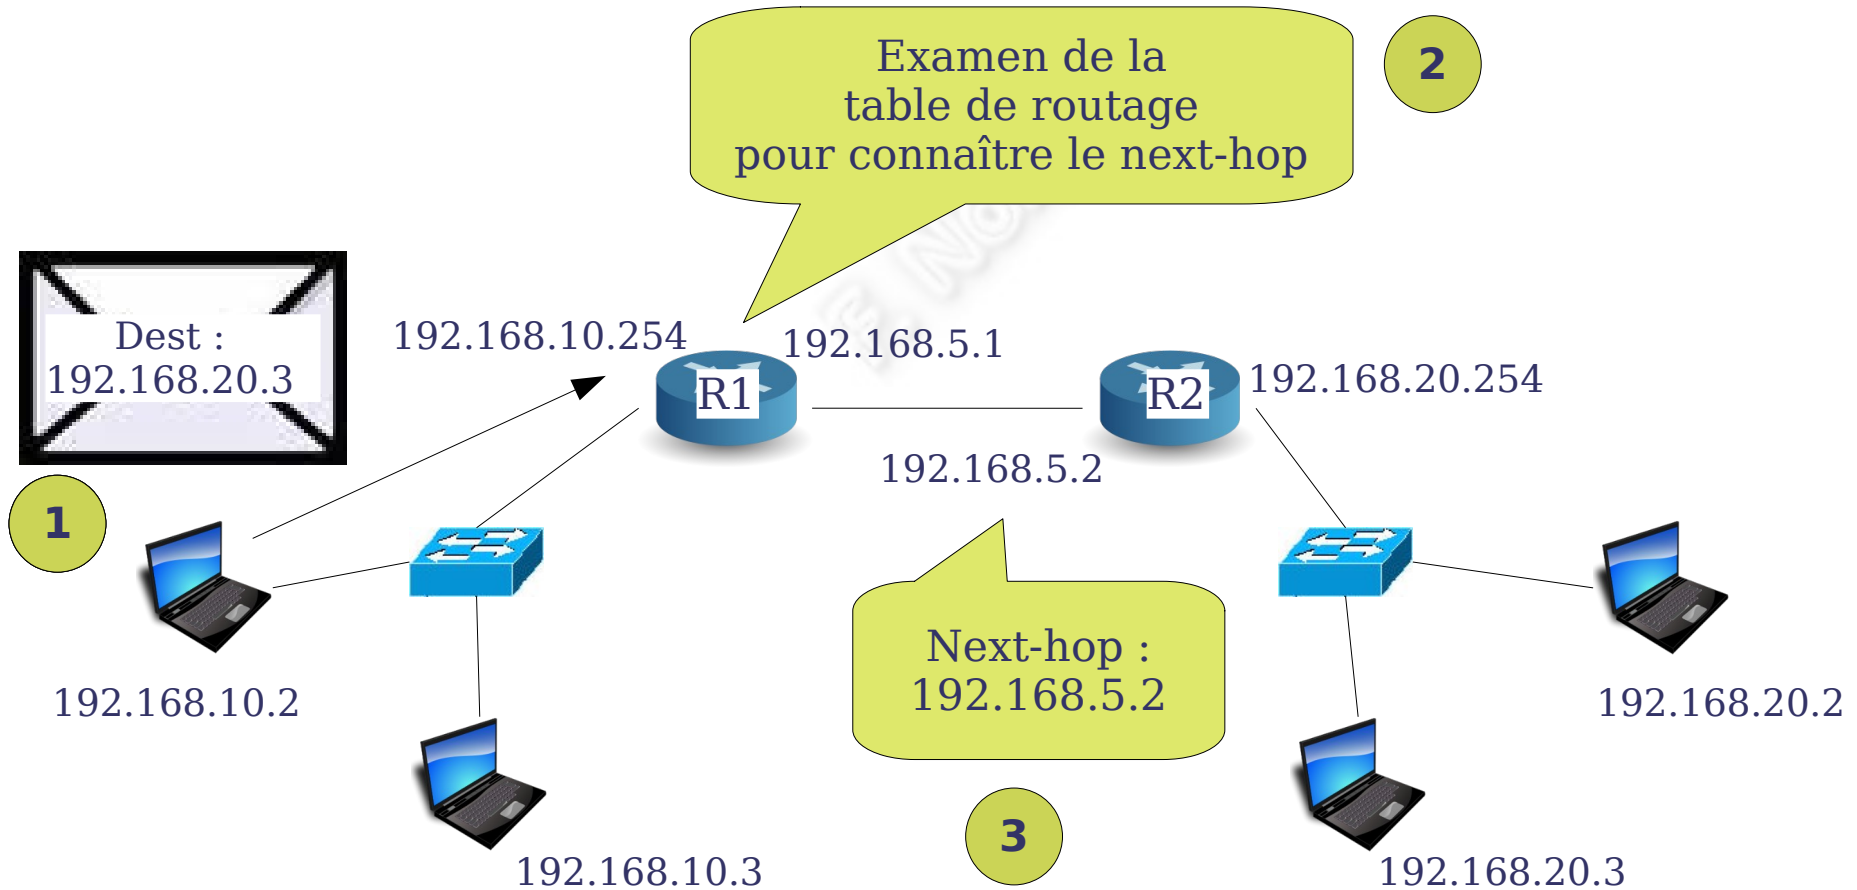 Examen de la
table de routage
pour connaître le next-hop
2
Dest :
192.168.20.3
192.168.10.254
192.168.5.1
R1
R2
192.168.20.254
192.168.5.2
1
Next-hop :
192.168.5.2
192.168.10.2
192.168.20.2
3
192.168.10.3
192.168.20.3